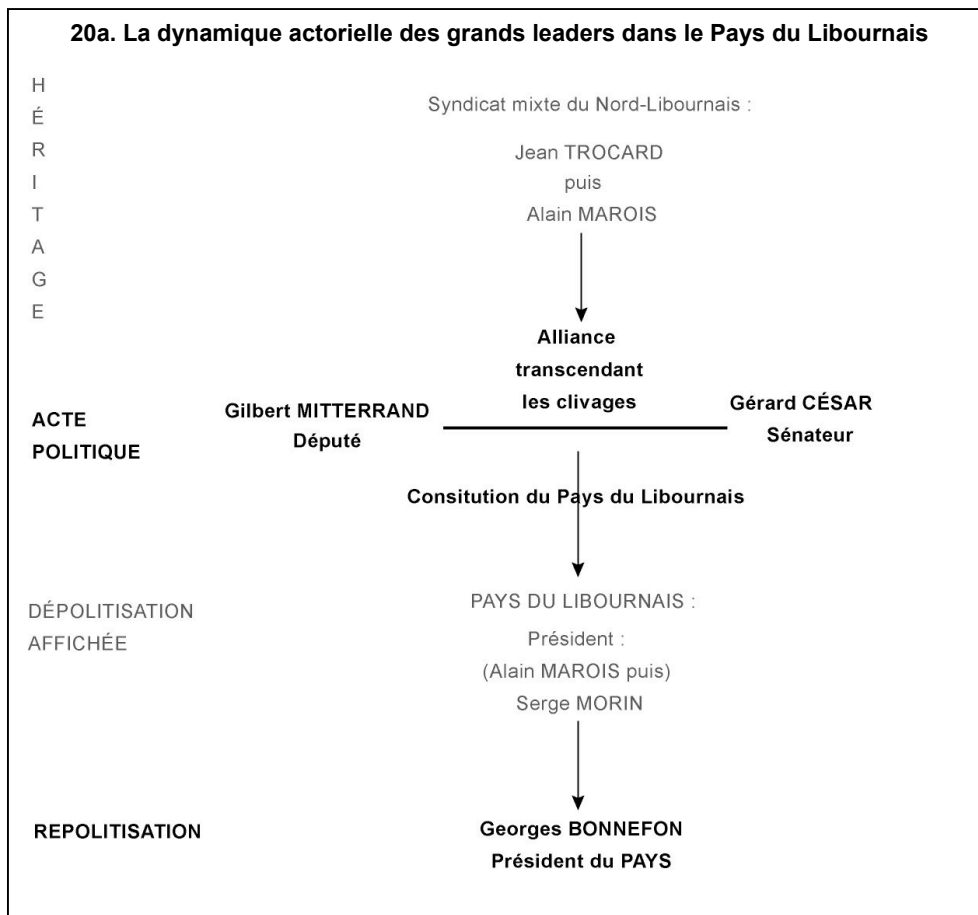 20a. La dynamique actorielle des grands leaders dans le Pays du Libournais
H
É
R
I
T
A
G
E
Syndicat mixte du Nord-Libournais :
Jean TROCARD
puis
Alain MAROIS
Alliance
transcendant
les clivages
ACTE
POLITIQUE
Gilbert MITTERRAND
Député
Gérard CÉSAR
Sénateur
Consitution du Pays du Libournais
DÉPOLITISATION
AFFICHÉE
PAYS DU LIBOURNAIS :
Président :
(Alain MAROIS puis)
Serge MORIN
REPOLITISATION
Georges BONNEFON
Président du PAYS